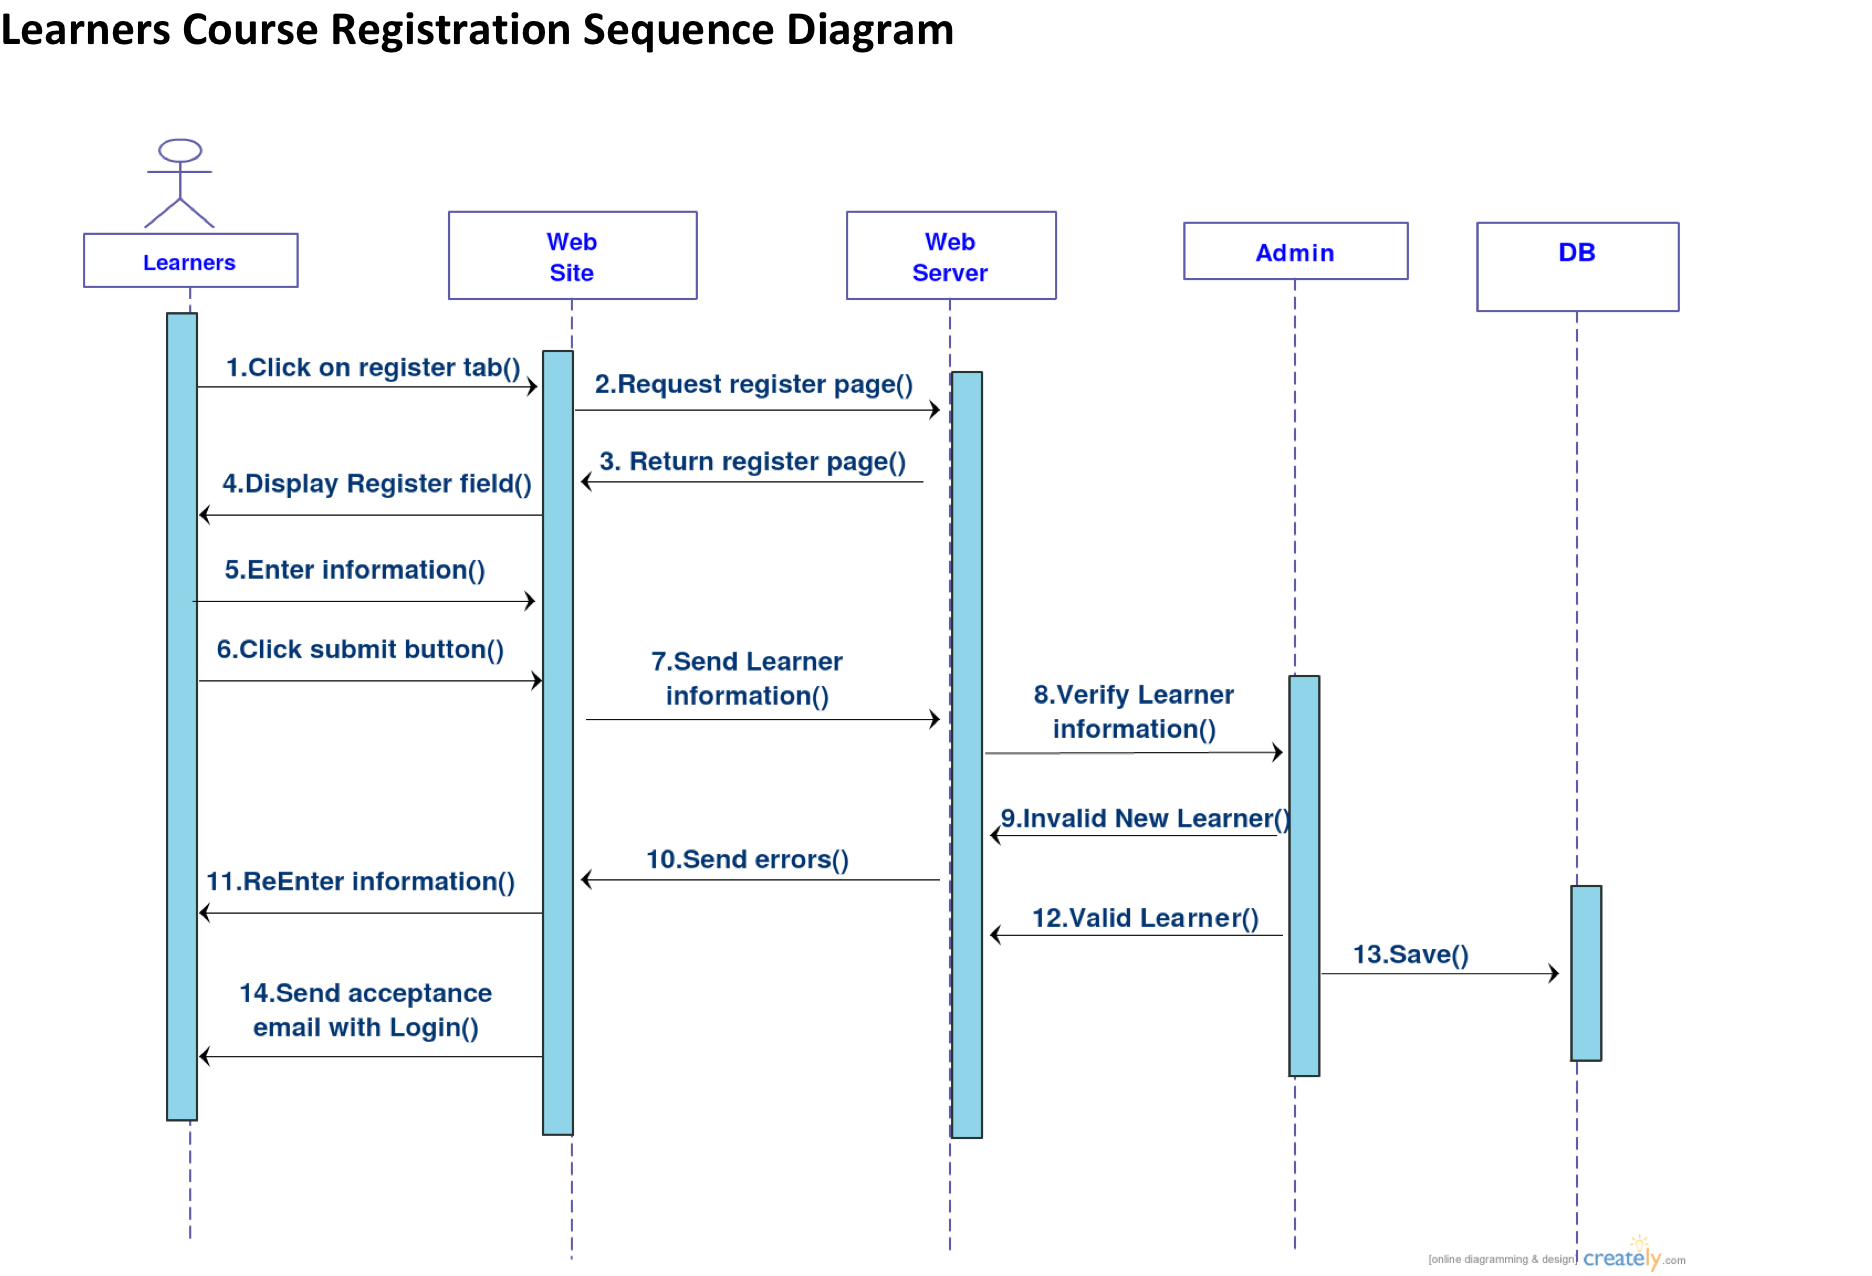 Learners Course Registration Sequence Diagram
Learners
Web
Site
Web
Server
Admin
DB
1.Click on register tab()
2.Request register page()
3. Return register page()
4.Display Register field()
5.Enter information()
6.Click submit button()
7.Send Learner
information()
8.Verify Learner
information()
9.Invalid New Learner()
10.Send errors()
11.ReEnter information()
12.Valid Learner()
13.Save()
14.Send acceptance
email with Login()
[online diagramming & design] creately.com